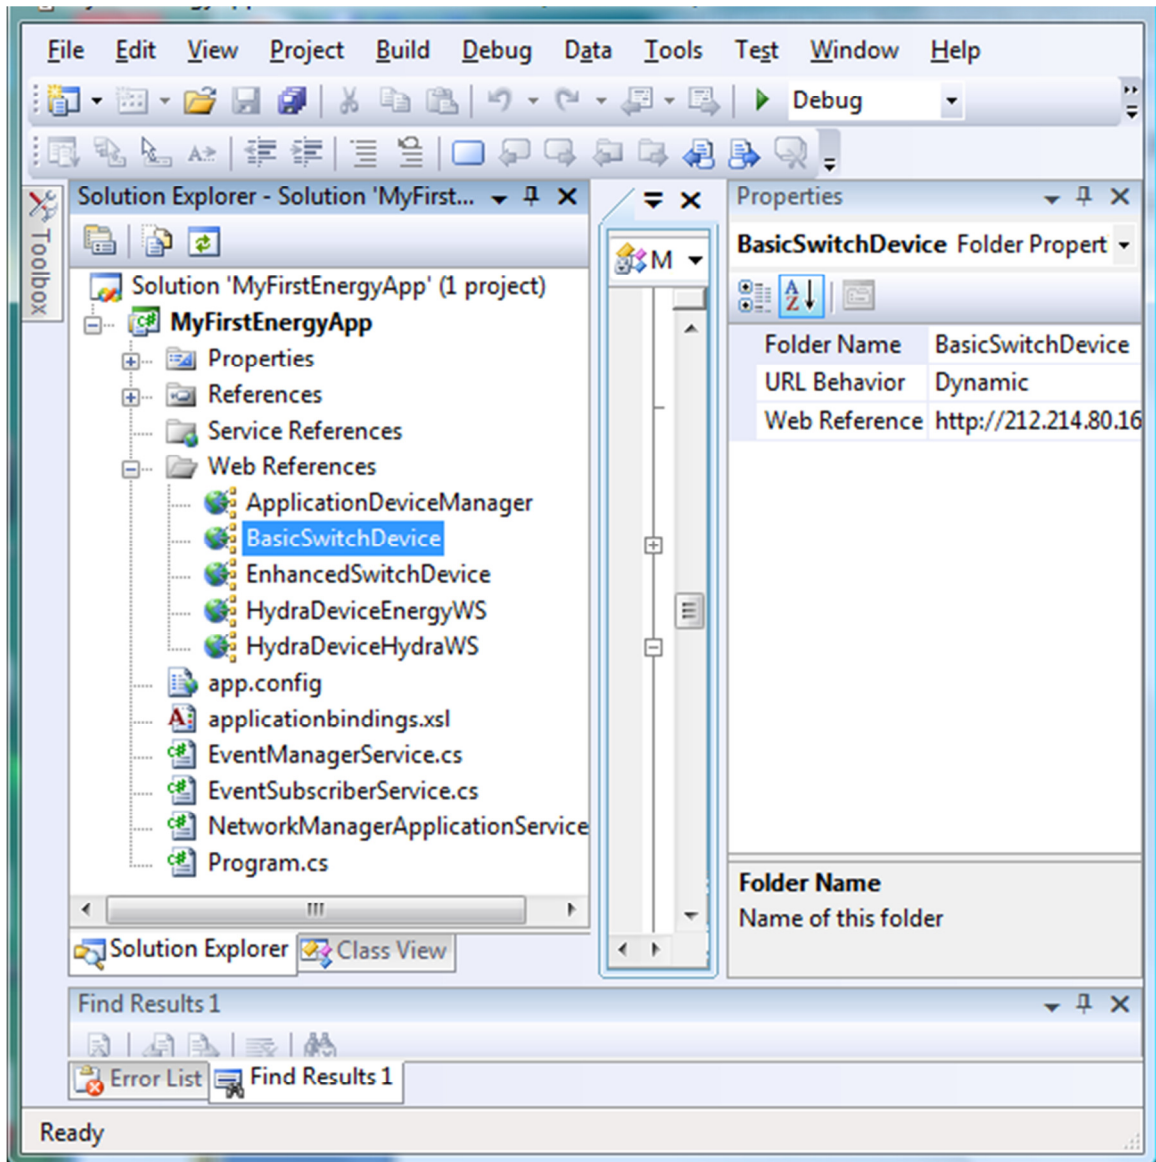 File Edit View Project Build Debug Data Tools Test Window Help
Debug
Toolbox
Solution Explorer - Solution 'MyFirst...
Solution 'MyFirstEnergyApp' (1 project)
MyFirstEnergyApp
Properties
References
Service References
Web References
ApplicationDeviceManager
BasicSwitchDevice
EnhancedSwitchDevice
HydraDeviceEnergyWS
HydraDeviceHydraWS
app.config
applicationbindings.xsl
EventManagerService.cs
EventSubscriberService.cs
NetworkManagerApplicationService
Program.cs
Solution Explorer Class View
M
Properties
BasicSwitchDevice Folder Propert
Folder Name BasicSwitchDevice
URL Behavior Dynamic
Web Reference http://212.214.80.16
Folder Name
Name of this folder
Find Results 1
Error List Find Results 1
Ready